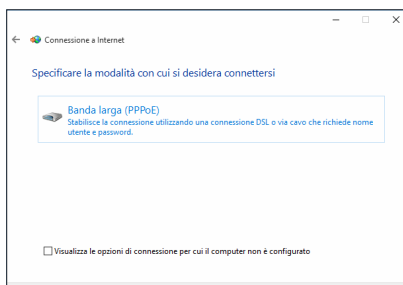 Connessione a Internet
Specificare la modalità con cui si desidera connettersi
Banda larga (PPPoE)
Stabilisce la connessione utilizzando una connessione DSL o via cavo che richiede nome
utente e password.
Visualizza le opzioni di connessione per cui il computer non è configurato